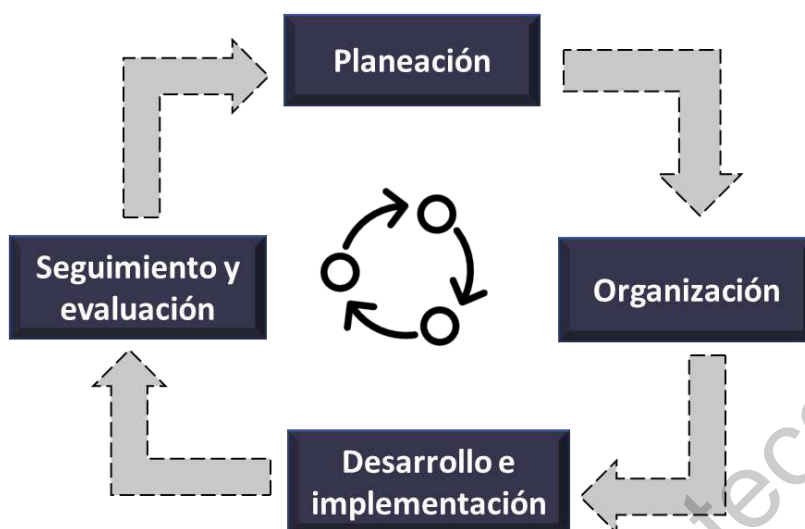 Planeación
Organización
Desarrollo e
implementación
Seguimiento y
evaluación